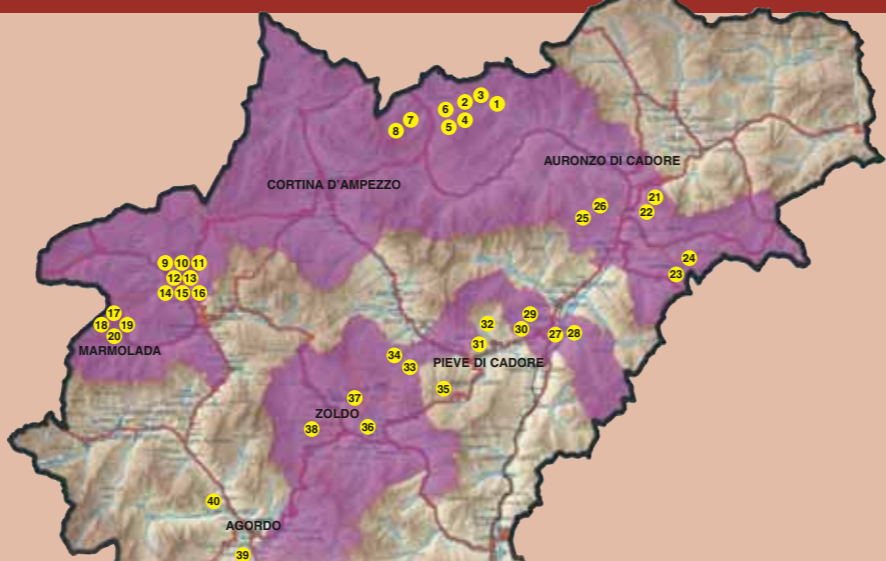 3
6 2 1
7 5 4
8
AURONZO DI CADORE
CORTINA D'AMPEZZO
21
26 22
25
9 10 11
12 13
14 15 16
24
23
17
18 19
20
MARMOLADA
29
32 30 27 28
31
34 33
PIEVE DI CADORE
35
37
ZOLDO
38 36
40
AGORDO
39